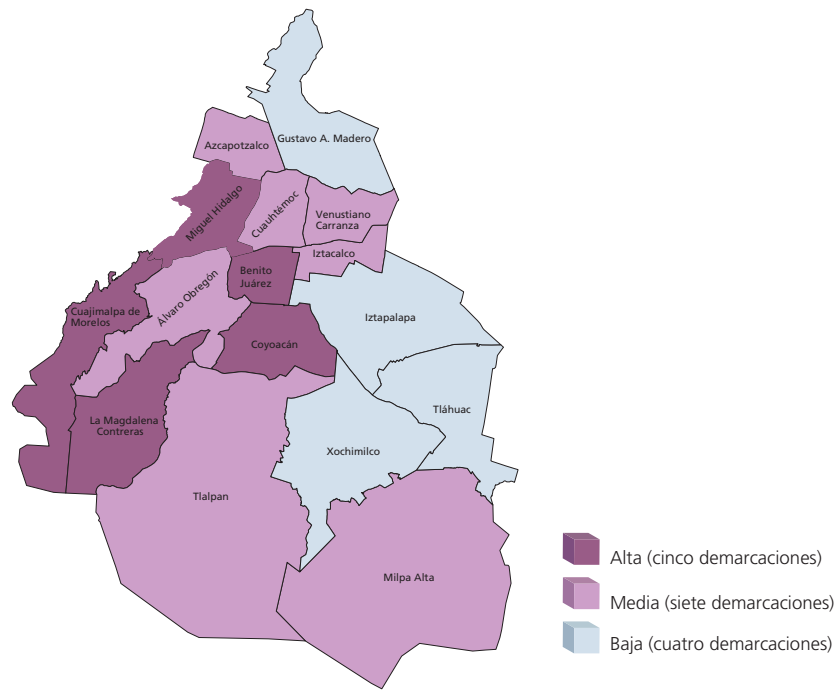 Gustavo A. Madero
Azcapotzalco
Miguel Hidalgo
Cuauhtémoc
Venustiano
Carranza
Iztacalco
Benito
Juárez
Álvaro Obregón
Cuajimalpa de
Morelos
Iztapalapa
Coyoacán
Tláhuac
La Magdalena
Contreras
Xochimilco
Tlalpan
Milpa Alta
Alta (cinco demarcaciones)
Media (siete demarcaciones)
Baja (cuatro demarcaciones)